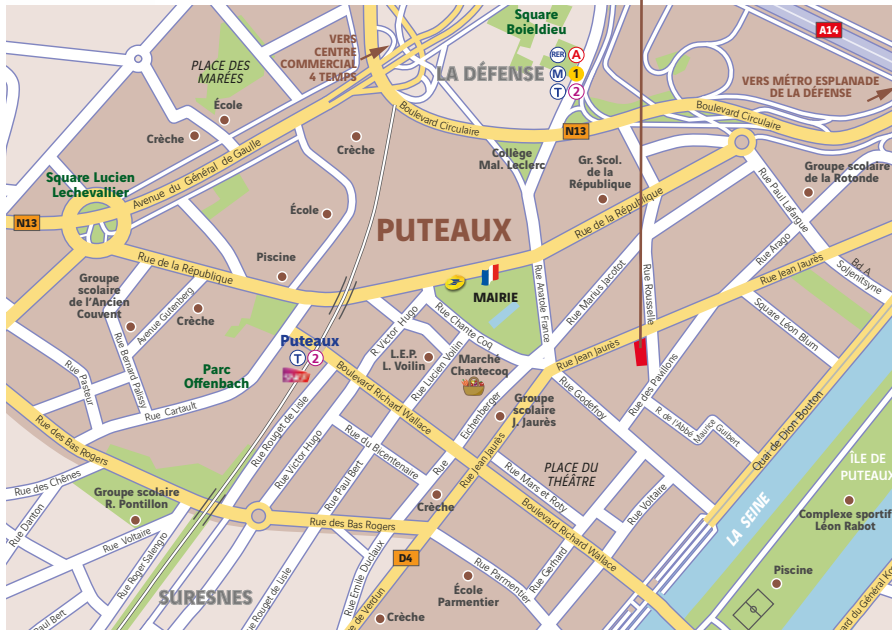 Square
Boieldieu
VERS
CENTRE
COMMERCIAL
4 TEMPS
PLACE DES
MARÉES
LA DÉFENSE
RER A
M 1
T 2
A14
VERS MÉTRO ESPLANADE
DE LA DÉFENSE
École
Crèche
Crèche
Boulevard Circulaire
N13
Boulevard Circulaire
Avenue du Général de Gaulle
Collège
Mal. Leclerc
Gr. Scol.
de la
République
Groupe scolaire
de la Rotonde
Square Lucien
Lechevallier
N13
École
PUTEAUX
Rue de la République
Rue Paul Lafargue
Rue Arago
Rue Jean Jaurès
Bd A.
Soljenitsyne
Rue de la République
Piscine
MAIRIE
Rue Anatole France
Rue Marius Jacotot
Rue Rousselle
Groupe
scolaire
de l'Ancien
Couvent
Avenue Gutenberg
Crèche
Rue Bernard Palissy
Rue Pasteur
Puteaux
T 2
R. Victor Hugo
Rue Chante Coq
Square Léon Blum
L.E.P.
L. Voilin
Rue Lucien Voilin
Marché
Chantecoq
Rue Jean Jaurès
Parc
Offenbach
Rue Cartault
Boulevard Richard Wallace
Groupe
scolaire
J. Jaurès
Rue Godefroy
Rue des Pavillons
R. de l'Abbé
Maurice Guibert
Quai de Dion Bouton
Rue des Bas Rogers
Rue Rouget de Lisle
Rue Victor Hugo
Rue du Bicentenaire
Rue Eichenberger
Rue Jean Jaurès
PLACE DU
THÉÂTRE
ÎLE DE
PUTEAUX
Rue des Chênes
Groupe scolaire
R. Pontillon
Rue Paul Bert
Crèche
Rue Mars et Roty
Boulevard Richard Wallace
Rue Voltaire
LA SEINE
Complexe sportif
Léon Rabot
Rue Danton
Rue Voltaire
Rue Roger Salengro
Rue des Bas Rogers
D4
Rue Emile Duclaux
Rue Parmentier
Rue Gerhard
SURESNES
Rouget de Lisle
École
Parmentier
Piscine
Paul Bert
de Verdun
Crèche
ard du Général Ko